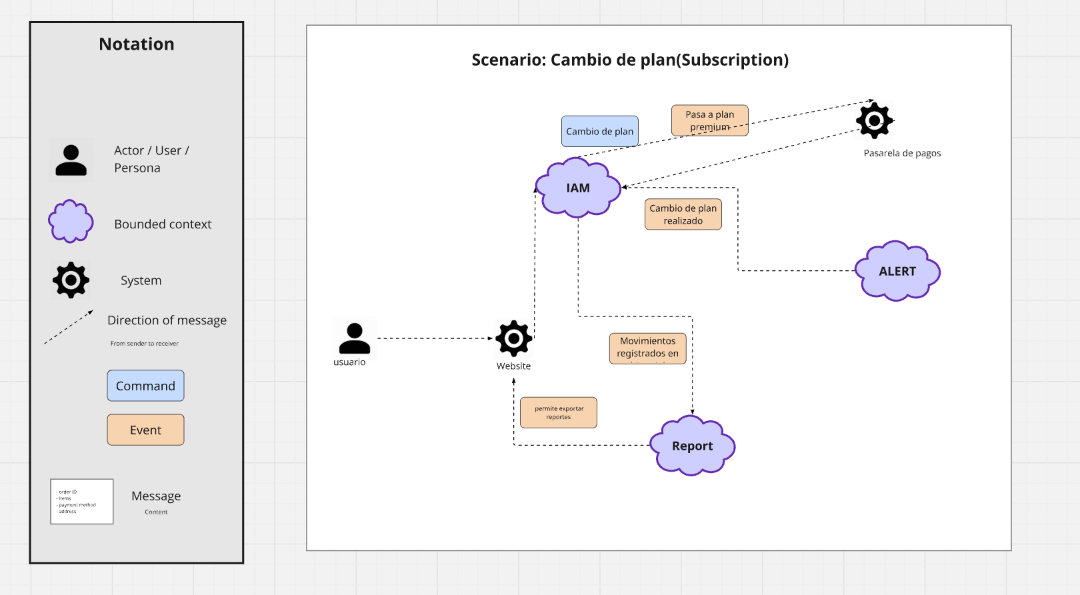 Notation
Actor / User /
Persona
Bounded context
System
Direction of message
From sender to receiver
Command
Event
- order ID
- items
- payment method
- address
Message
Content
Scenario: Cambio de plan(Subscription)
Cambio de plan
Pasa a plan
premium
Pasarela de pagos
IAM
Cambio de plan
realizado
ALERT
usuario
Website
Movimientos
registrados en
permite exportar
reportes
Report